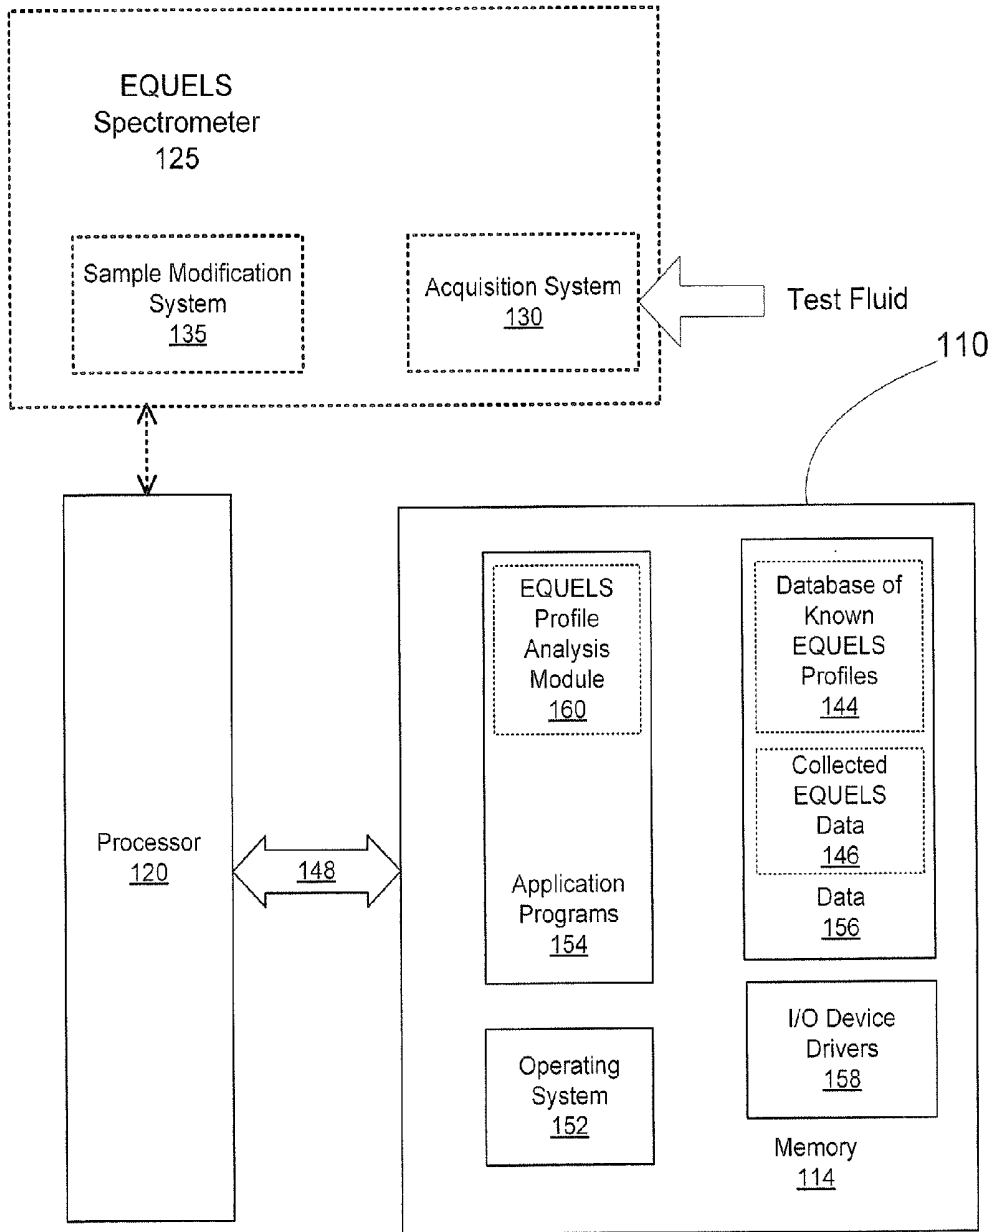 EQUELS
Spectrometer
125
Sample Modification
System
135
Acquisition System
130
Test Fluid
110
Processor
120
148
EQUELS
Profile
Analysis
Module
160
Application
Programs
154
Database of
Known
EQUELS
Profiles
144
Collected
EQUELS
Data
146
Data
156
Operating
System
152
I/O Device
Drivers
158
Memory
114